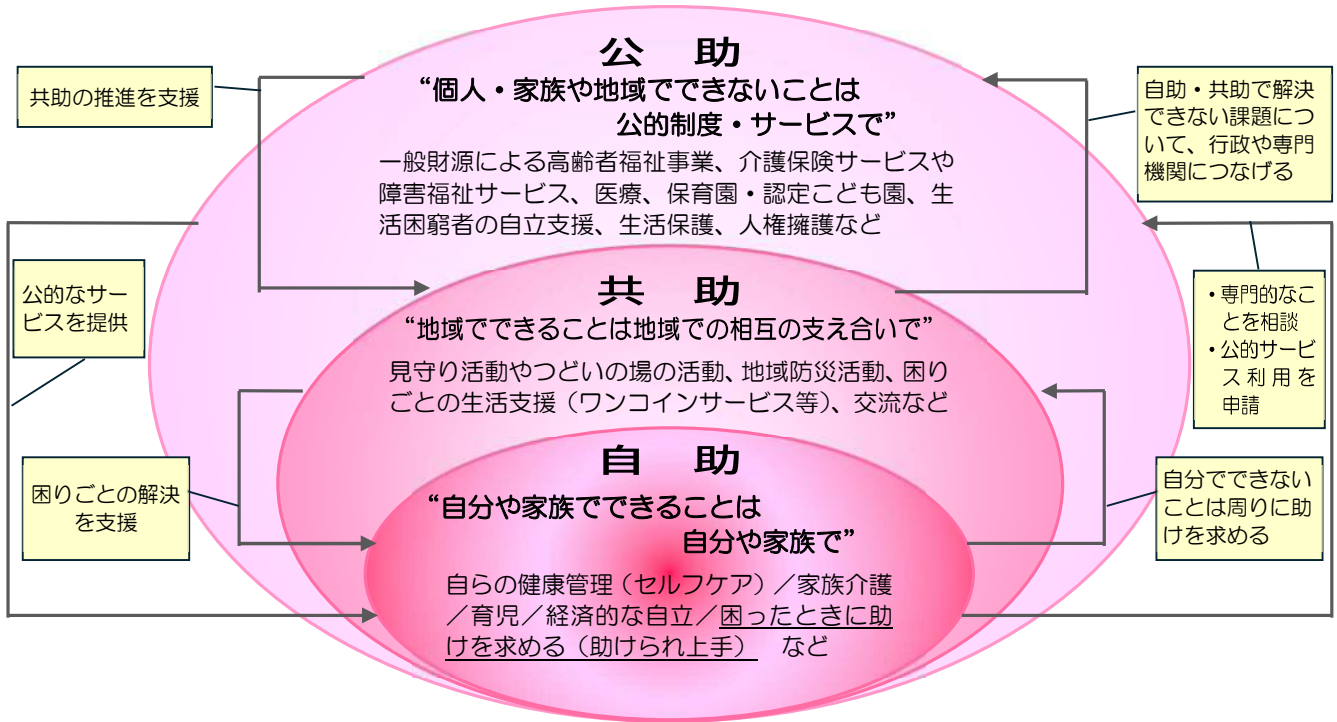 公　助
“個人・家族や地域でできないことは
公的制度・サービスで”
一般財源による高齢者福祉事業、介護保険サービスや
障害福祉サービス、医療、保育園・認定こども園、生
活困窮者の自立支援、生活保護、人権擁護など
共助の推進を支援
自助・共助で解決
できない課題につ
いて、行政や専門
機関につなげる
公的なサー
ビスを提供
・専門的なこ
とを相談
・公的サービ
ス利用を
申請
共　助
“地域でできることは地域での相互の支え合いで”
見守り活動やつどいの場の活動、地域防災活動、困り
ごとの生活支援（ワンコインサービス等）、交流など
困りごとの解決
を支援
自分でできない
ことは周りに助
けを求める
自　助
“自分や家族でできることは
自分や家族で”
自らの健康管理（セルフケア）／家族介護
／育児／経済的な自立／困ったときに助
けを求める（助けられ上手）　など